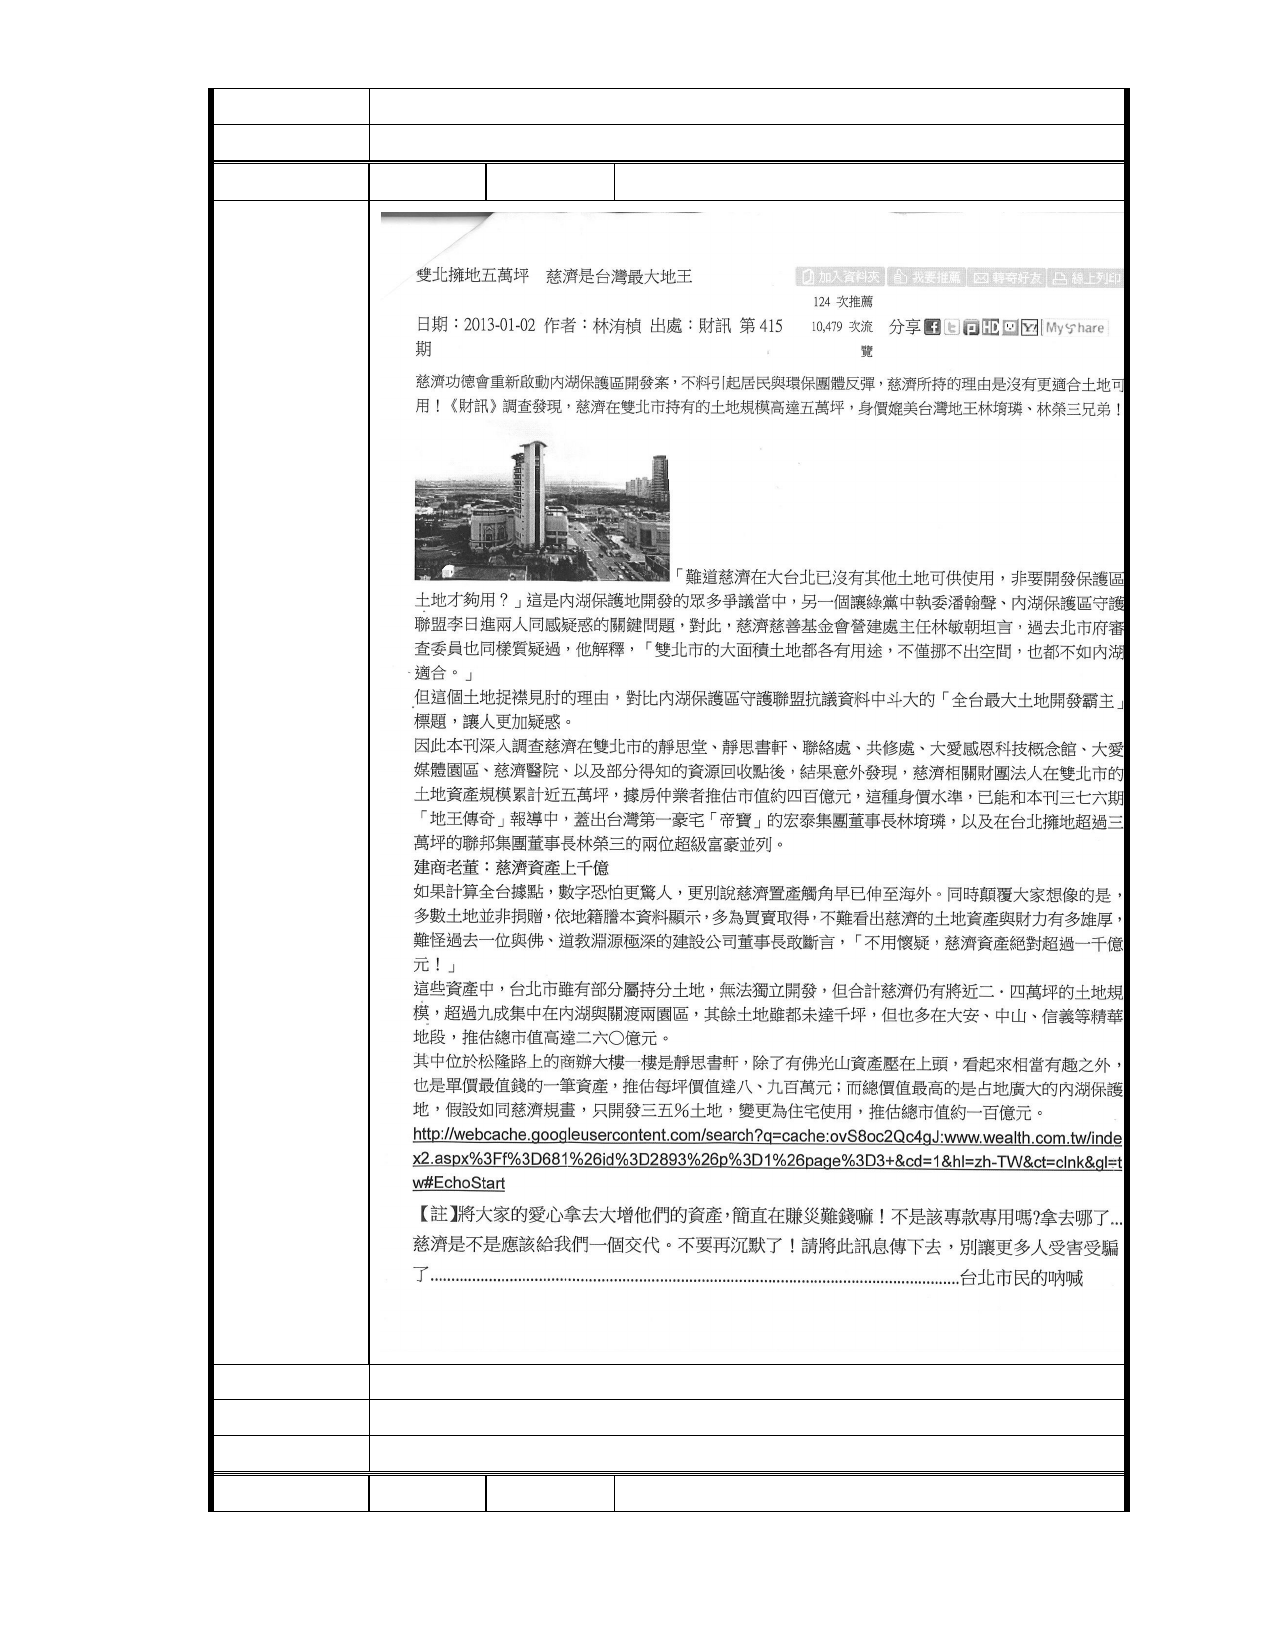 雙北擁地五萬坪　慈濟是台灣最大地王
加入資料夾 我要推薦 轉寄好友 線上列印
124 次推薦
日期：2013-01-02 作者：林洧楨 出處：財訊 第 415
10,479 次流
分享 MyShare
期
覽
慈濟功德會重新啟動內湖保護區開發案，不料引起居民與環保團體反彈，慈濟所持的理由是沒有更適合土地可
用！《財訊》調查發現，慈濟在雙北市持有的土地規模高達五萬坪，身價媲美台灣地王林堉璘、林榮三兄弟！
「難道慈濟在大台北已沒有其他土地可供使用，非要開發保護區
土地才夠用？」這是內湖保護地開發的眾多爭議當中，另一個讓綠黨中執委潘翰聲、內湖保護區守護
聯盟李日進兩人同感疑惑的關鍵問題，對此，慈濟慈善基金會營建處主任林敏朝坦言，過去北市府審
查委員也同樣質疑過，他解釋，「雙北市的大面積土地都各有用途，不僅挪不出空間，也都不如內湖
適合。」
但這個土地捉襟見肘的理由，對比內湖保護區守護聯盟抗議資料中斗大的「全台最大土地開發霸主」
標題，讓人更加疑惑。
因此本刊深入調查慈濟在雙北市的靜思堂、靜思書軒、聯絡處、共修處、大愛感恩科技概念館、大愛
媒體園區、慈濟醫院、以及部分得知的資源回收點後，結果意外發現，慈濟相關財團法人在雙北市的
土地資產規模累計近五萬坪，據房仲業者推估市值約四百億元，這種身價水準，已能和本刊三七六期
「地王傳奇」報導中，蓋出台灣第一豪宅「帝寶」的宏泰集團董事長林堉璘，以及在台北擁地超過三
萬坪的聯邦集團董事長林榮三的兩位超級富豪並列。
建商老董：慈濟資產上千億
如果計算全台據點，數字恐怕更驚人，更別說慈濟置產觸角早已伸至海外。同時顛覆大家想像的是，
多數土地並非捐贈，依地籍謄本資料顯示，多為買賣取得，不難看出慈濟的土地資產與財力有多雄厚，
難怪過去一位與佛、道教淵源極深的建設公司董事長敢斷言，「不用懷疑，慈濟資產絕對超過一千億
元！」
這些資產中，台北市雖有部分屬持分土地，無法獨立開發，但合計慈濟仍有將近二．四萬坪的土地規
模，超過九成集中在內湖與關渡兩園區，其餘土地雖都未達千坪，但也多在大安、中山、信義等精華
地段，推估總市值高達二六○億元。
其中位於松隆路上的商辦大樓一樓是靜思書軒，除了有佛光山資產壓在上頭，看起來相當有趣之外，
也是單價最值錢的一筆資產，推估每坪價值達八、九百萬元；而總價值最高的是占地廣大的內湖保護
地，假設如同慈濟規畫，只開發三五%土地，變更為住宅使用，推估總市值約一百億元。
http://webcache.googleusercontent.com/search?q=cache:ovS8oc2Qc4gJ:www.wealth.com.tw/inde
x2.aspx%3Ff%3D681%26id%3D2893%26p%3D1%26page%3D3+&cd=1&hl=zh-TW&ct=clnk&gl=t
w#EchoStart
【註】將大家的愛心拿去大增他們的資產，簡直在賺災難錢嘛！不是該專款專用嗎?拿去哪了...
慈濟是不是應該給我們一個交代。不要再沉默了！請將此訊息傳下去，別讓更多人受害受騙
了..........................................................................................................台北市民的吶喊